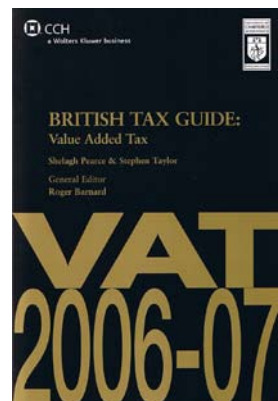 CCH
a Wolters Kluwer business
BRITISH TAX GUIDE:
Value Added Tax
Shelagh Pearce & Stephen Taylor
General Editor
Roger Barnard
VAT
2006-07